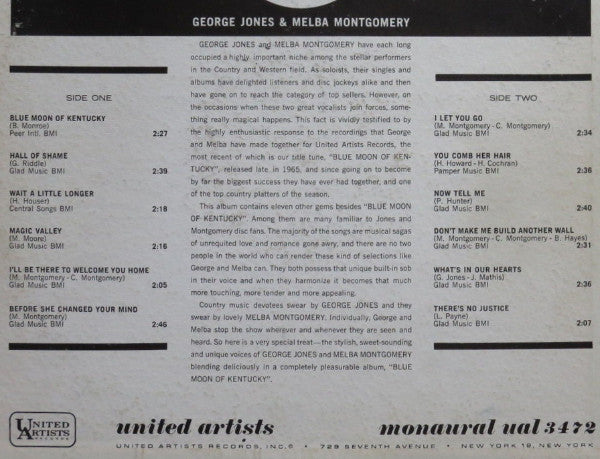 GEORGE JONES & MELBA MONTGOMERY
SIDE ONE
BLUE MOON OF KENTUCKY
(B. Monroe)
Peer Intl. BMI 2:27
HALL OF SHAME
(G. Riddle)
Glad Music BMI 2:39
WAIT A LITTLE LONGER
(H. Houser)
Central Songs BMI 2:18
MAGIC VALLEY
(M. Moore)
Glad Music BMI 2:16
I'LL BE THERE TO WELCOME YOU HOME
(M. Montgomery - C. Montgomery)
Glad Music BMI 2:05
BEFORE SHE CHANGED YOUR MIND
(M. Montgomery)
Glad Music BMI 2:46
GEORGE JONES and MELBA MONTGOMERY have each long
occupied a highly important niche among the stellar performers
in the Country and Western field. As soloists, their singles and
albums have delighted listeners and disc jockeys alike and then
have gone on to reach the category of top sellers. However, on
the occasions when these two great vocalists join forces, some-
thing really magical happens. This fact is vividly testified to by
the highly enthusiastic response to the recordings that George
and Melba have made together for United Artists Records, the
most recent of which is our title tune, "BLUE MOON OF KEN-
TUCKY", released late in 1965, and since going on to become
by far the biggest success they have ever had together, and one
of the top country platters of the season.
This album contains eleven other gems besides "BLUE MOON
OF KENTUCKY". Among them are many familiar to Jones and
Montgomery disc fans. The majority of the songs are musical sagas
of unrequited love and romance gone awry, and there are no two
people in the world who can render these kind of selections like
George and Melba can. They both possess that unique built-in sob
in their voice and when they harmonize it becomes that much
more touching, more tender and more appealing.
Country music devotees swear by GEORGE JONES and they
swear by lovely MELBA MONTGOMERY. Individually, George and
Melba stop the show wherever and whenever they are seen and
heard. So here is a very special treat—the stylish, sweet-sounding
and unique voices of GEORGE JONES and MELBA MONTGOMERY
blending deliciously in a completely pleasurable album, "BLUE
MOON OF KENTUCKY".
SIDE TWO
I LET YOU GO
(M. Montgomery - C. Montgomery)
Glad Music BMI 2:34
YOU COMB HER HAIR
(H. Howard - H. Cochran)
Pamper Music BMI 2:36
NOW TELL ME
(P. Hunter)
Glad Music BMI 2:40
DON'T MAKE ME BUILD ANOTHER WALL
(M. Montgomery - C. Montgomery - B. Hayes)
Glad Music BMI 2:31
WHAT'S IN OUR HEARTS
(G. Jones - J. Mathis)
Glad Music BMI 2:36
THERE'S NO JUSTICE
(L. Payne)
Glad Music BMI 2:07
UNITED
ARTISTS
RECORDS
united artists monaural ual 3472
UNITED ARTISTS RECORDS, INC.® • 729 SEVENTH AVENUE • NEW YORK 19, NEW YORK